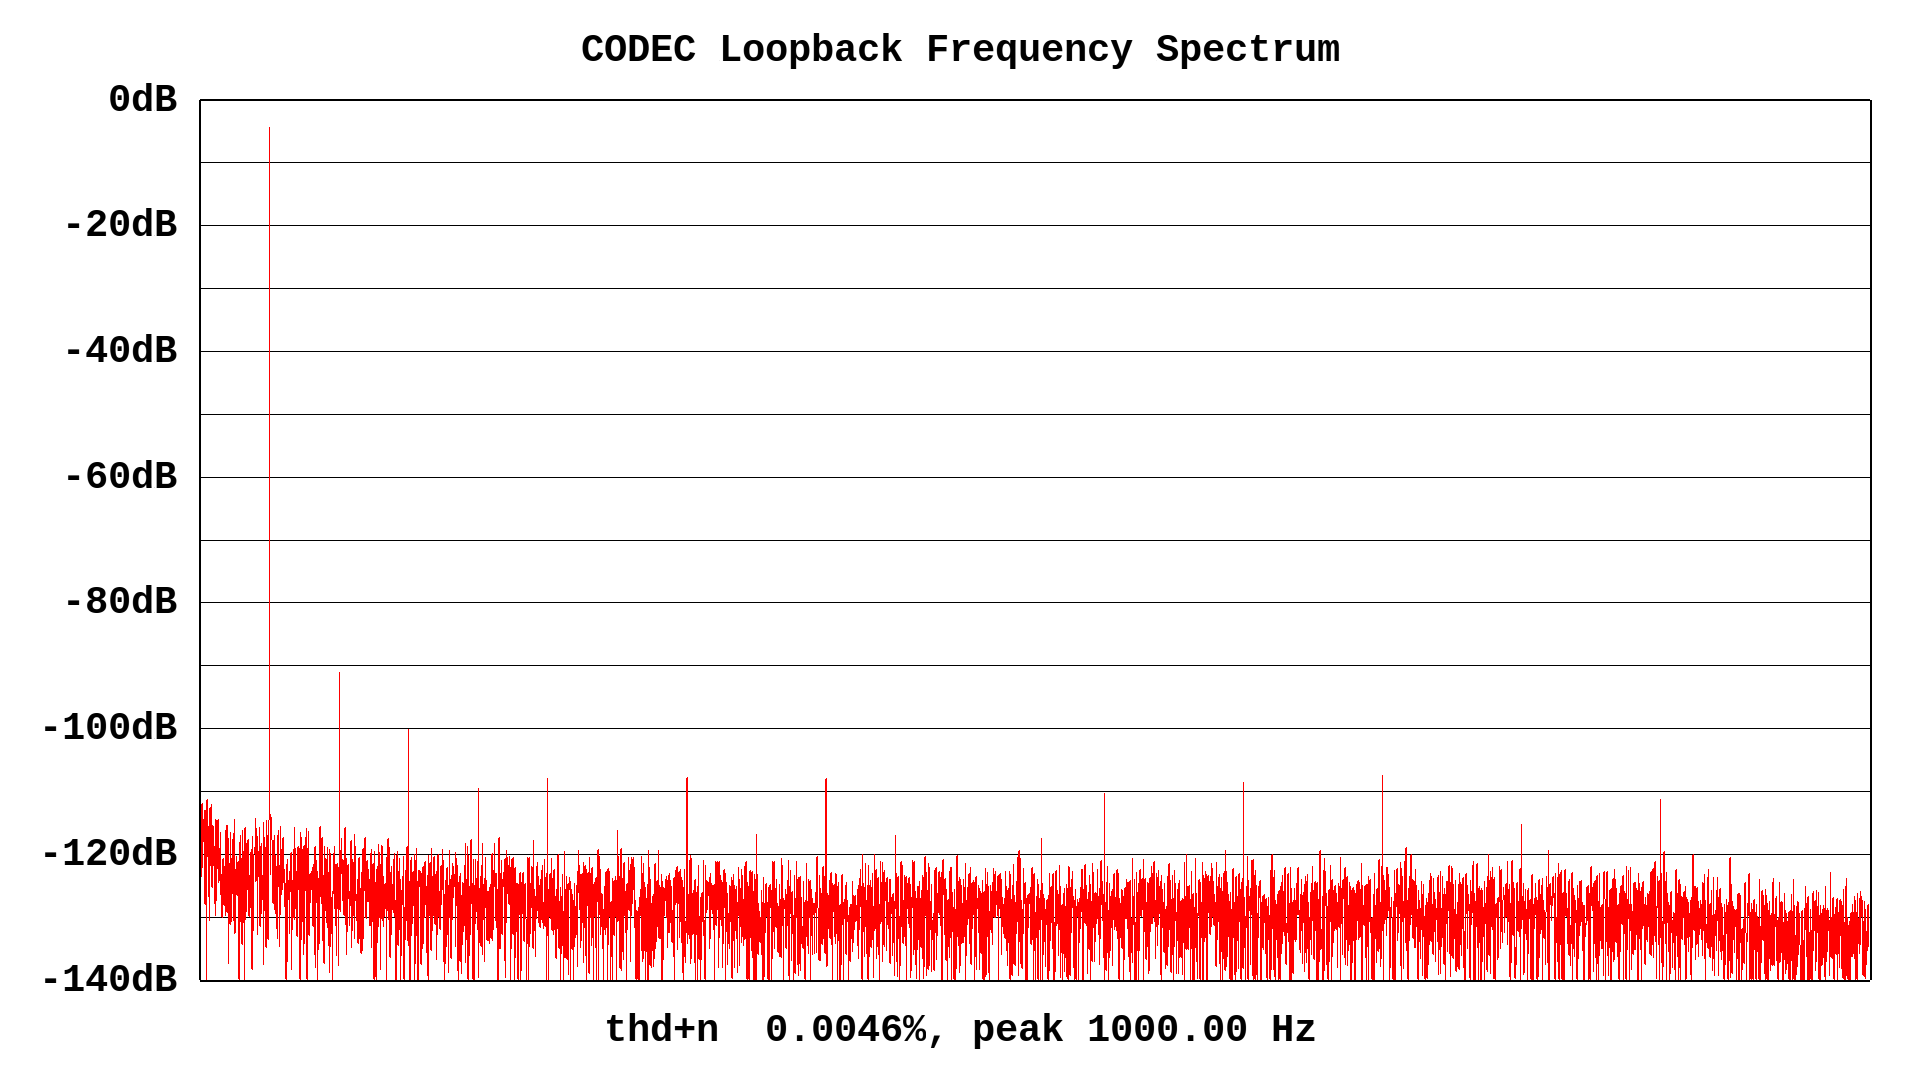 CODEC Loopback Frequency Spectrum
0dB
-20dB
-40dB
-60dB
-80dB
-100dB
-120dB
-140dB
thd+n  0.0046%, peak 1000.00 Hz